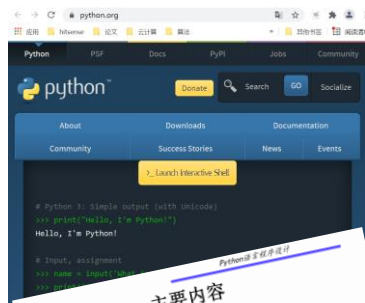 python.org
应用 hitsensor 论文 云计算 算法 其他书签 阅读清单
Python PSF Docs PyPI Jobs Community
python
Donate Search GO Socialize
About Downloads Documentation
Community Success Stories News Events
>_ Launch Interactive Shell
# Python 3: Simple output (with Unicode)
>>> print("Hello, I'm Python!")
Hello, I'm Python!
# Input, assignment
>>> name = input('What
>>> print(
Python语言程序设计
主要内容